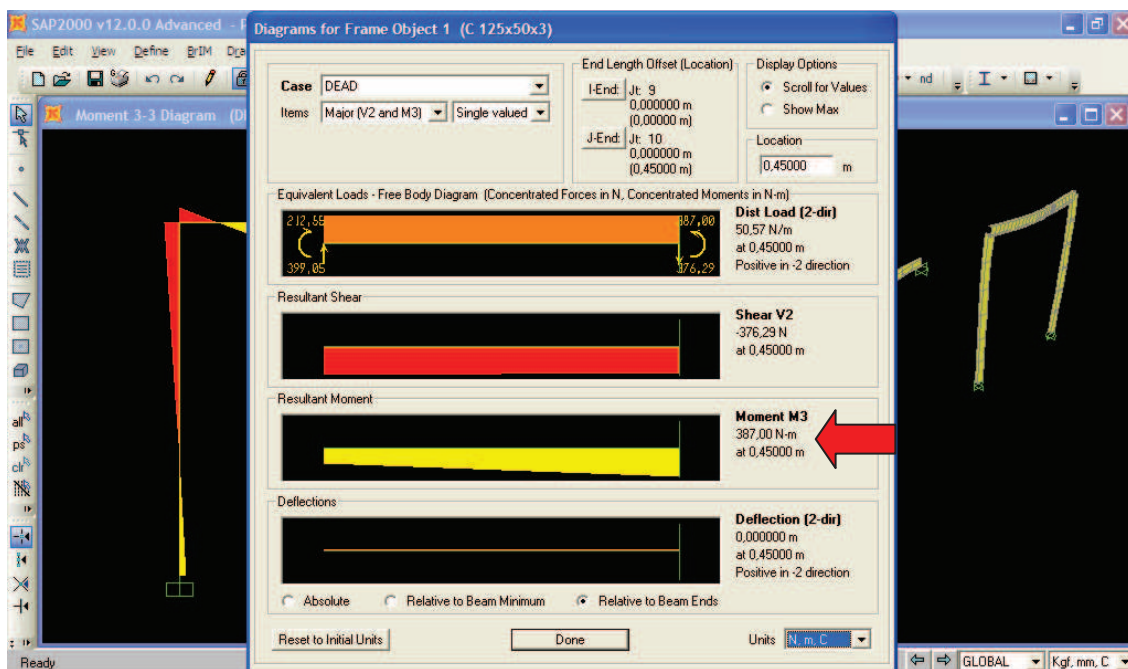 SAP2000 v12.0.0 Advanced - 
File Edit View Define BrIM Dra
nd
Moment 3-3 Diagram (D
Diagrams for Frame Object 1 (C 125x50x3)
Case DEAD
Items Major (V2 and M3) Single valued
End Length Offset (Location)
I-End: Jt: 9
0,000000 m
(0,00000 m)
J-End: Jt: 10
0,000000 m
(0,45000 m)
Display Options
Scroll for Values
Show Max
Location
0,45000 m
Equivalent Loads - Free Body Diagram (Concentrated Forces in N, Concentrated Moments in N-m)
212,55
387,00
399,05
376,29
Dist Load (2-dir)
50,57 N/m
at 0,45000 m
Positive in -2 direction
Resultant Shear
Shear V2
-376,29 N
at 0,45000 m
Resultant Moment
Moment M3
387,00 N-m
at 0,45000 m
Deflections
Deflection (2-dir)
0,000000 m
at 0,45000 m
Positive in -2 direction
Absolute Relative to Beam Minimum Relative to Beam Ends
Reset to Initial Units Done Units N, m, C
all
ps
clr
Ready
GLOBAL Kgf, mm, C